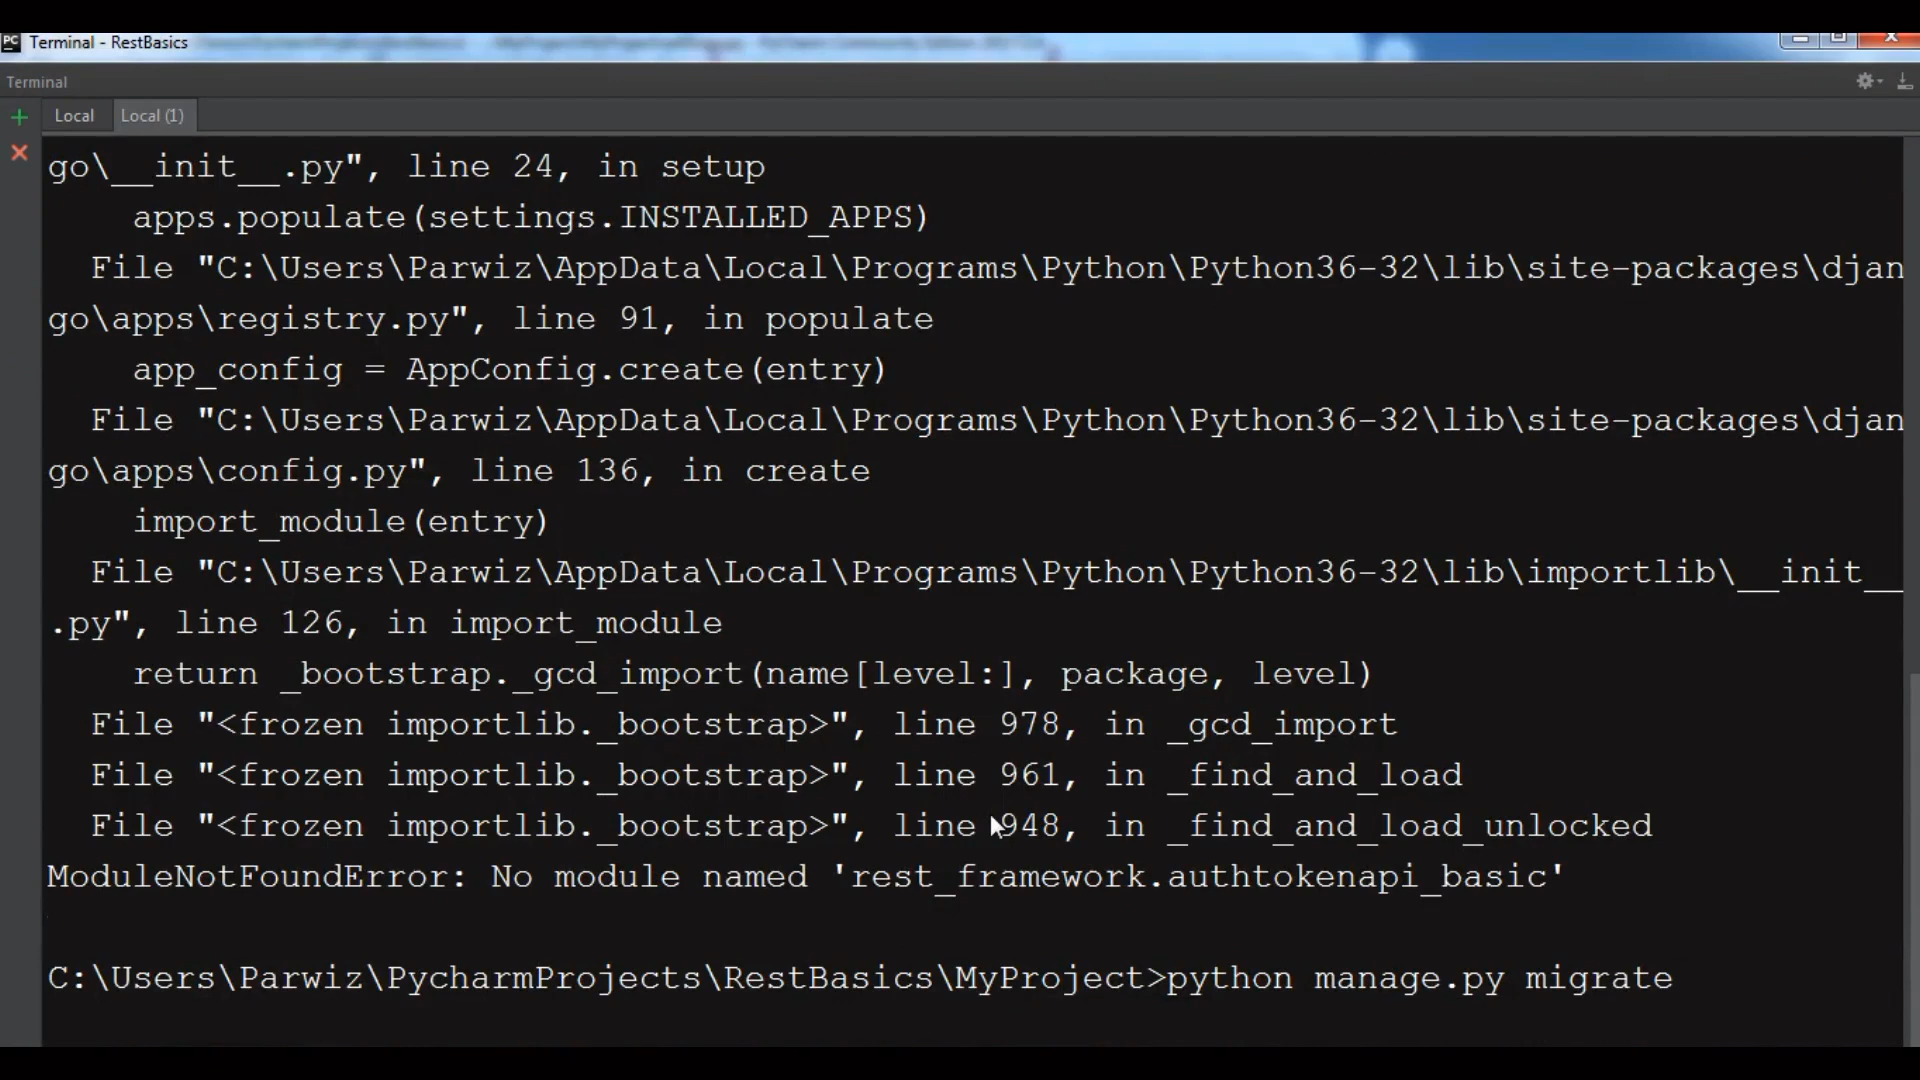 Terminal - RestBasics
Terminal
Local
Local (1)
go\__init__.py", line 24, in setup
apps.populate(settings.INSTALLED_APPS)
File "C:\Users\Parwiz\AppData\Local\Programs\Python\Python36-32\lib\site-packages\djan
go\apps\registry.py", line 91, in populate
app_config = AppConfig.create(entry)
File "C:\Users\Parwiz\AppData\Local\Programs\Python\Python36-32\lib\site-packages\djan
go\apps\config.py", line 136, in create
import_module(entry)
File "C:\Users\Parwiz\AppData\Local\Programs\Python\Python36-32\lib\importlib\__init__
.py", line 126, in import_module
return _bootstrap._gcd_import(name[level:], package, level)
File "<frozen importlib._bootstrap>", line 978, in _gcd_import
File "<frozen importlib._bootstrap>", line 961, in _find_and_load
File "<frozen importlib._bootstrap>", line 948, in _find_and_load_unlocked
ModuleNotFoundError: No module named 'rest_framework.authtokenapi_basic'
C:\Users\Parwiz\PycharmProjects\RestBasics\MyProject>python manage.py migrate